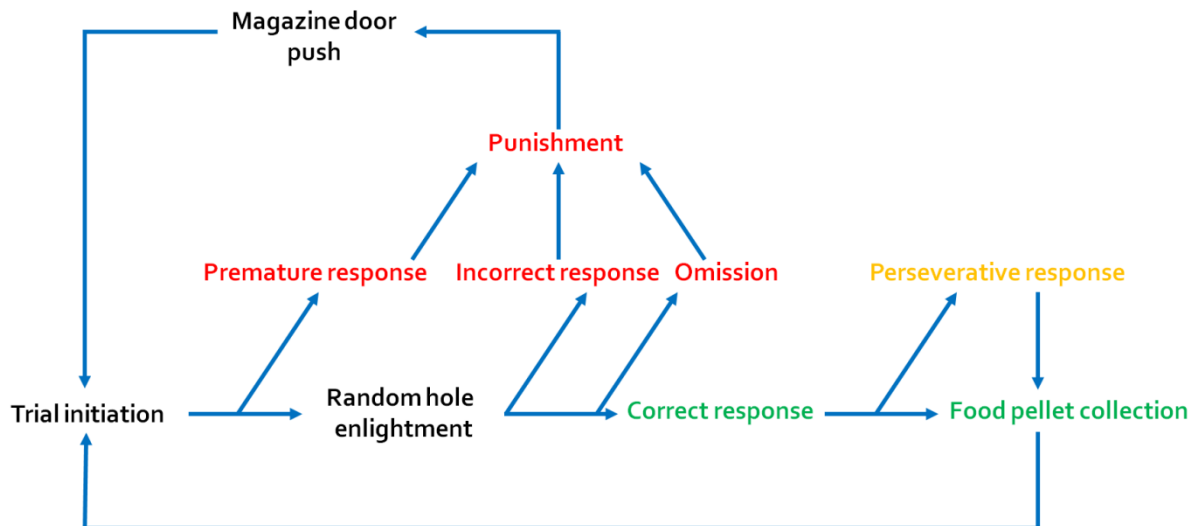 Magazine door
push
Punishment
Premature response
Incorrect response
Omission
Perseverative response
Trial initiation
Random hole
enlightment
Correct response
Food pellet collection